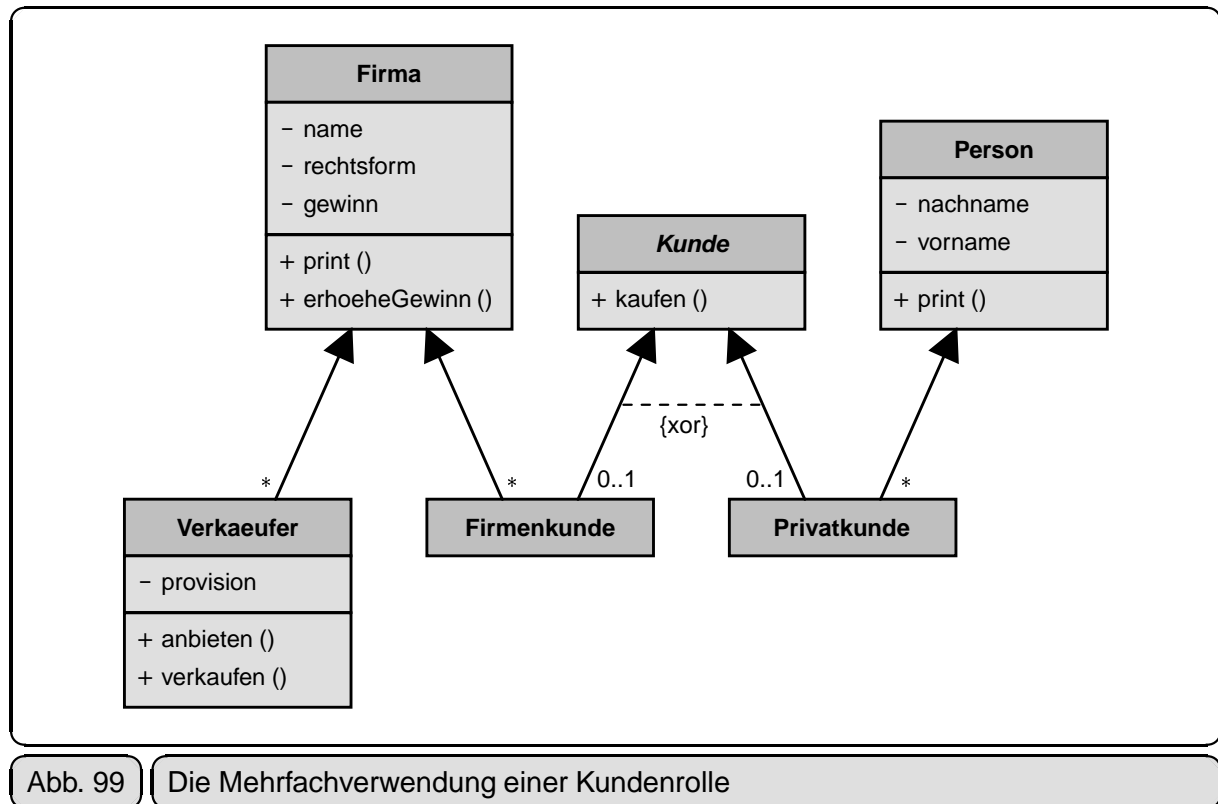 Firma
- name
- rechtsform
- gewinn
+ print ()
+ erhoeheGewinn ()
Kunde
+ kaufen ()
Person
- nachname
- vorname
+ print ()
{xor}
*
*
0..1
0..1
*
Verkaeufer
- provision
+ anbieten ()
+ verkaufen ()
Firmenkunde
Privatkunde
Abb. 99 Die Mehrfachverwendung einer Kundenrolle